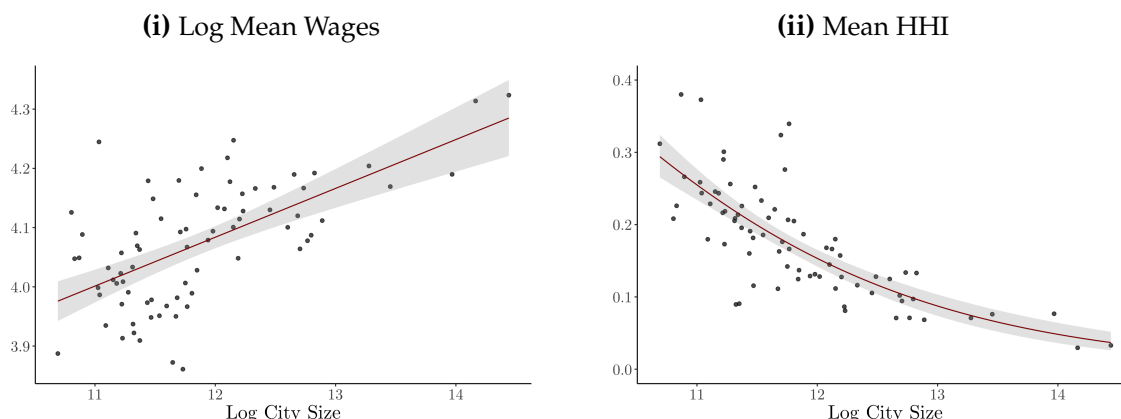 (i) Log Mean Wages
4.3
4.2
4.1
4.0
3.9
11 12 13 14
Log City Size
(ii) Mean HHI
0.4
0.3
0.2
0.1
0.0
11 12 13 14
Log City Size